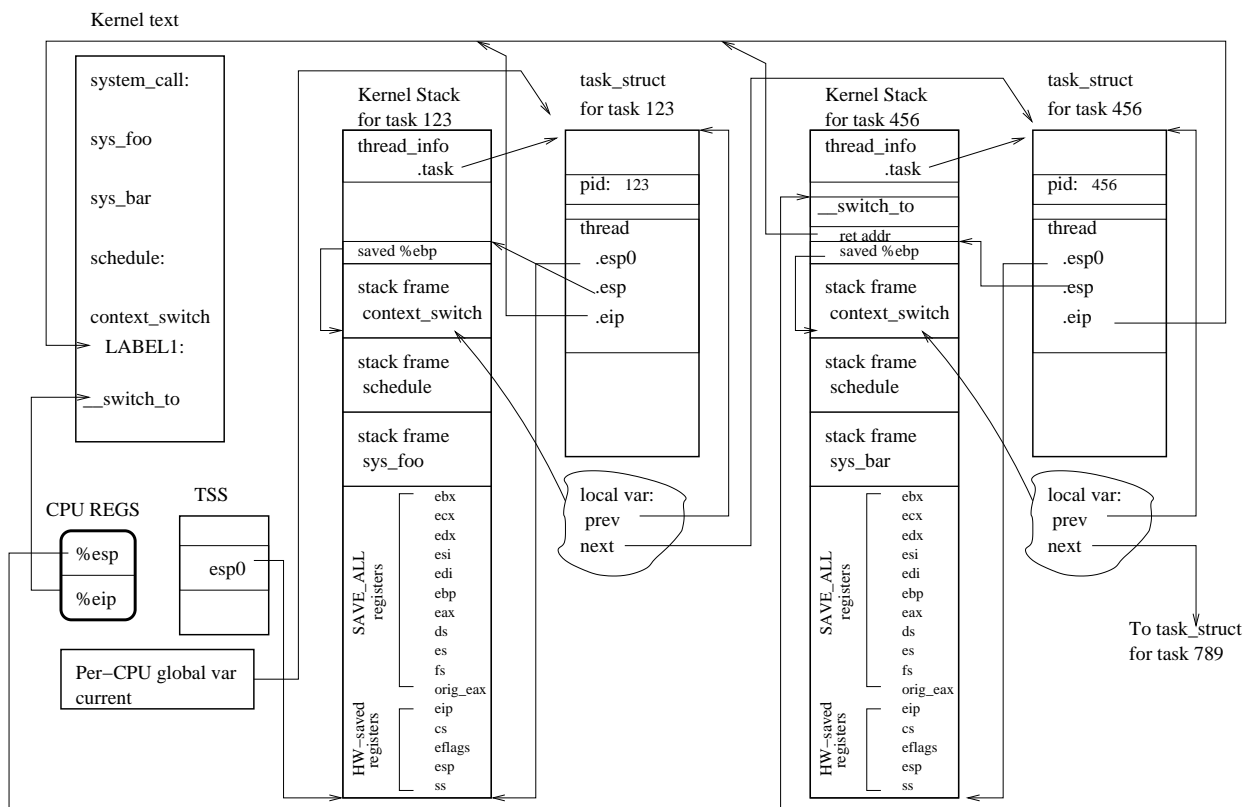 Kernel text
system_call:
sys_foo
sys_bar
schedule:
context_switch
LABEL1:
__switch_to
CPU REGS
%esp
%eip
TSS
esp0
Per-CPU global var
current
Kernel Stack
for task 123
thread_info
.task
saved %ebp
stack frame
context_switch
stack frame
schedule
stack frame
sys_foo
SAVE_ALL
registers
ebx
ecx
edx
esi
edi
ebp
eax
ds
es
fs
orig_eax
HW-saved
registers
eip
cs
eflags
esp
ss
task_struct
for task 123
pid: 123
thread
.esp0
.esp
.eip
local var:
prev
next
Kernel Stack
for task 456
thread_info
.task
__switch_to
ret addr
saved %ebp
stack frame
context_switch
stack frame
schedule
stack frame
sys_bar
SAVE_ALL
registers
ebx
ecx
edx
esi
edi
ebp
eax
ds
es
fs
orig_eax
HW-saved
registers
eip
cs
eflags
esp
ss
task_struct
for task 456
pid: 456
thread
.esp0
.esp
.eip
local var:
prev
next
To task_struct
for task 789